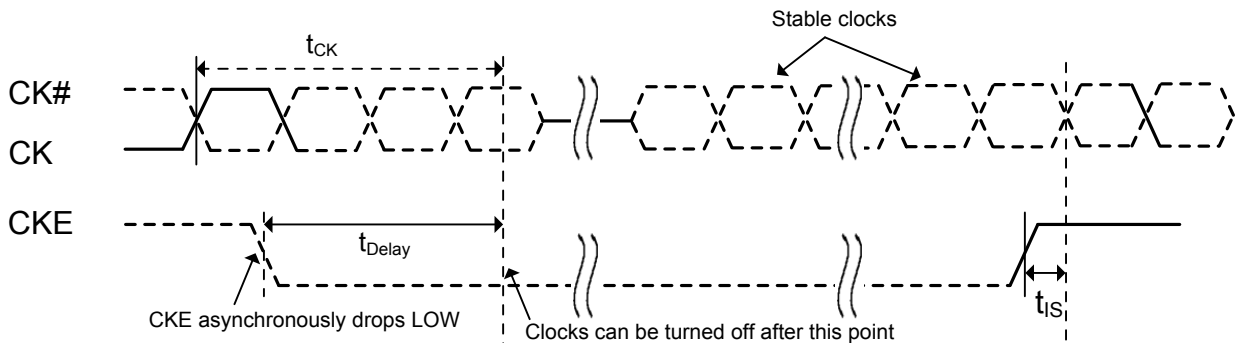 Stable clocks
tCK
CK#
CK
CKE
tDelay
tIS
CKE asynchronously drops LOW
Clocks can be turned off after this point